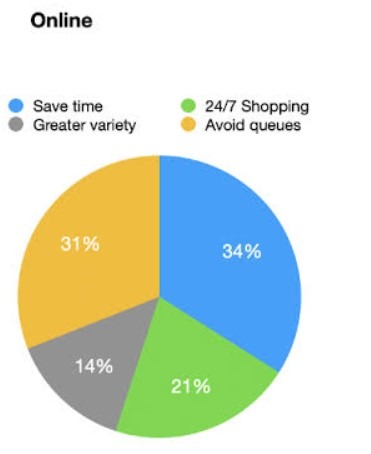 Online
Save time
24/7 Shopping
Greater variety
Avoid queues
31%
34%
14%
21%